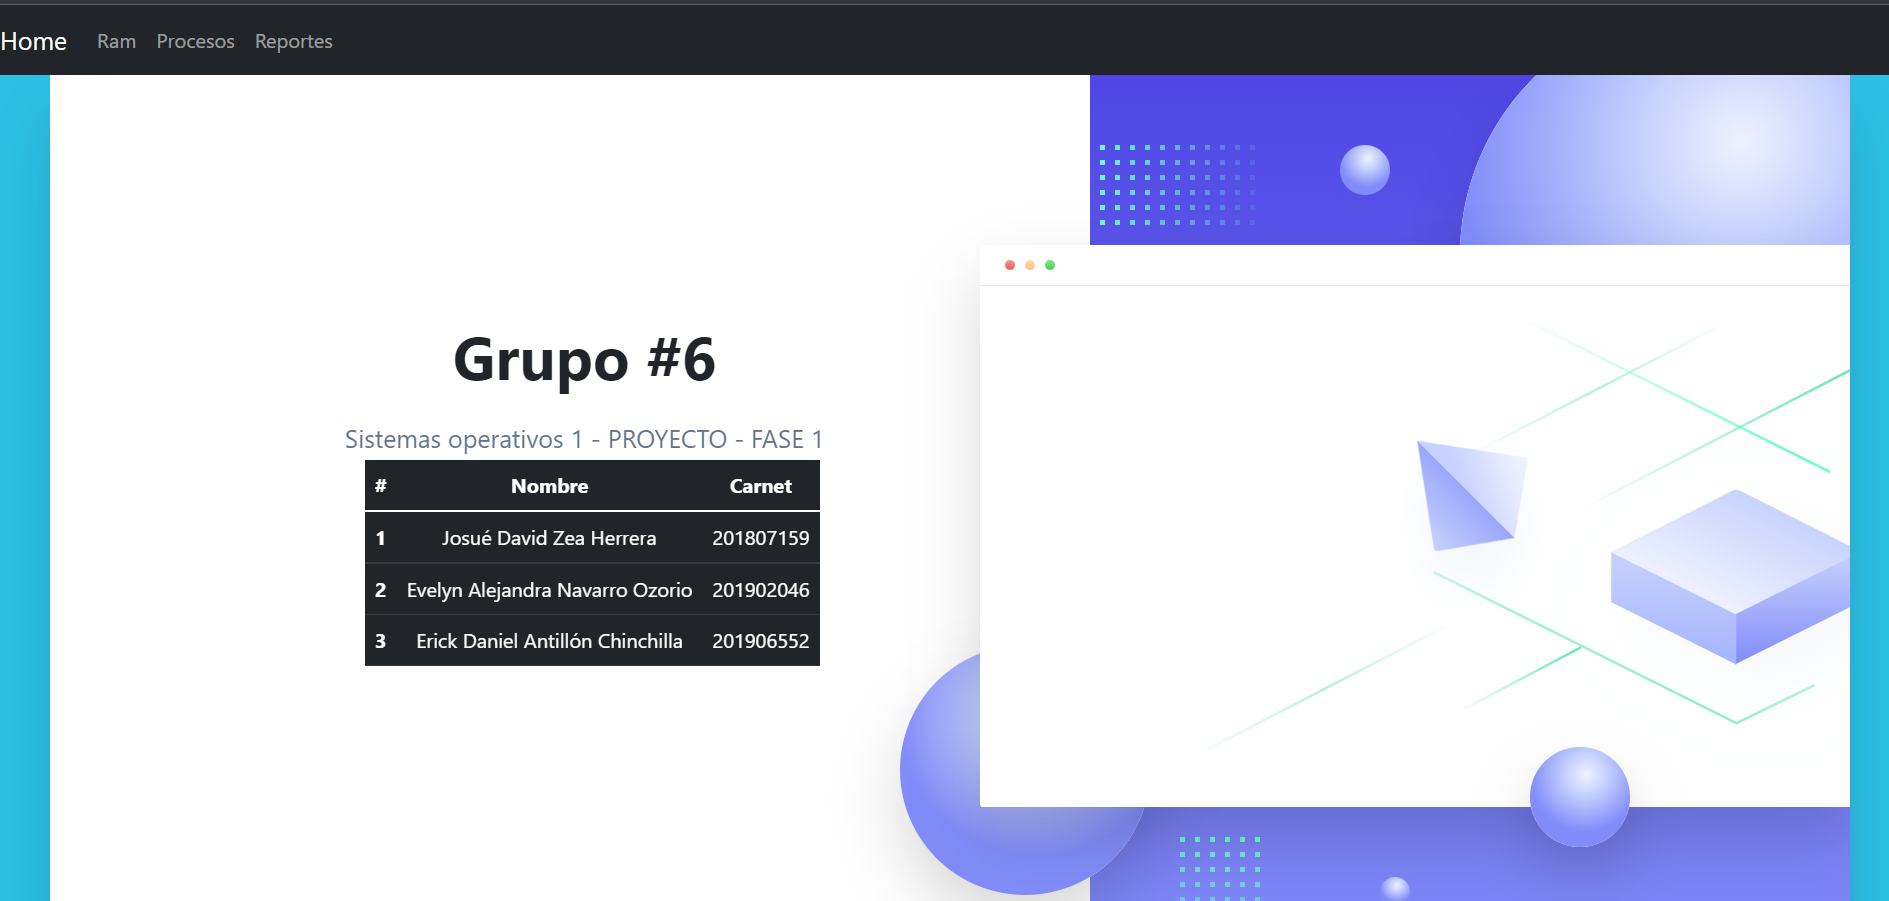 Home Ram Procesos Reportes
Grupo #6
Sistemas operativos 1 - PROYECTO - FASE 1
# Nombre Carnet
1 Josué David Zea Herrera 201807159
2 Evelyn Alejandra Navarro Ozorio 201902046
3 Erick Daniel Antillón Chinchilla 201906552